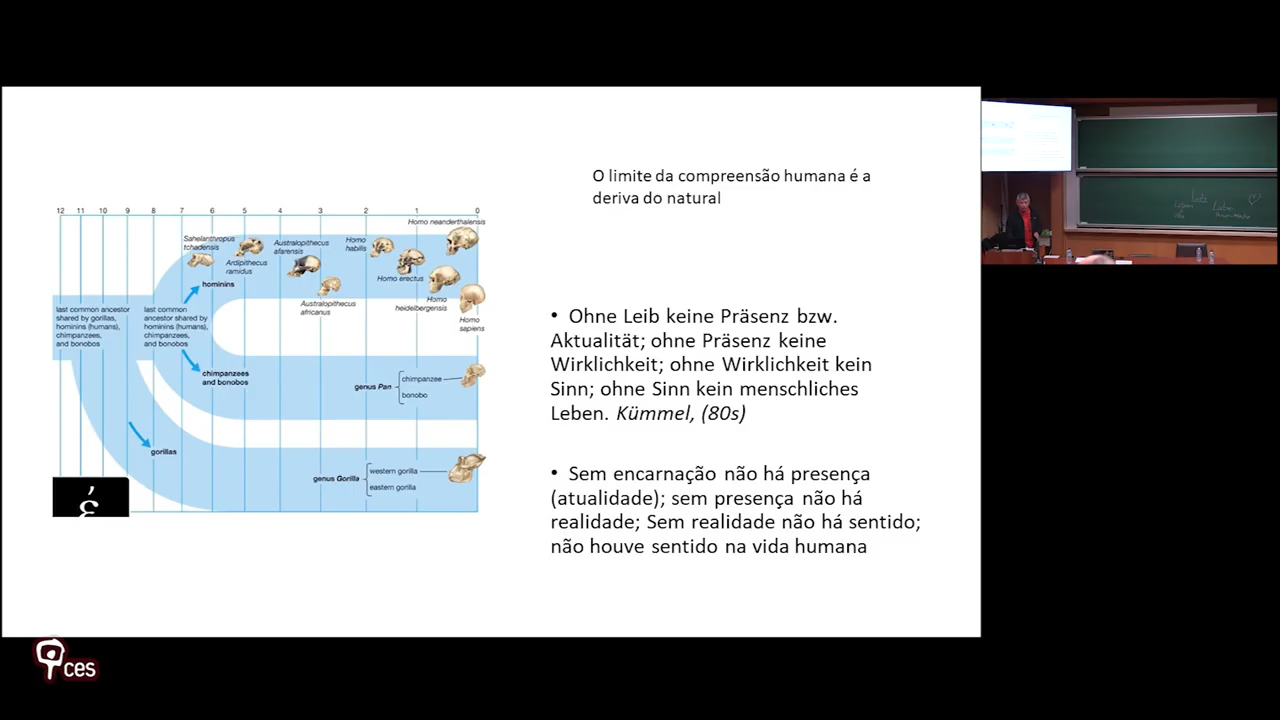 O limite da compreensão humana é a
deriva do natural
12 11 10 9 8 7 6 5 4 3 2 1 0
Homo neanderthalensis
Sahelanthropus
tchadensis
Ardipithecus
ramidus
Australopithecus
afarensis
Homo
habilis
Homo erectus
hominins
Australopithecus
africanus
Homo
heidelbergensis
Homo
sapiens
last common ancestor
shared by gorillas,
hominins (humans),
chimpanzees,
and bonobos
last common
ancestor shared by
hominins (humans),
chimpanzees,
and bonobos
chimpanzees
and bonobos
genus Pan
chimpanzee
bonobo
gorillas
genus Gorilla
western gorilla
eastern gorilla
έ
• Ohne Leib keine Präsenz bzw.
Aktualität; ohne Präsenz keine
Wirklichkeit; ohne Wirklichkeit kein
Sinn; ohne Sinn kein menschliches
Leben. Kümmel, (80s)
• Sem encarnação não há presença
(atualidade); sem presença não há
realidade; Sem realidade não há sentido;
não houve sentido na vida humana
ces